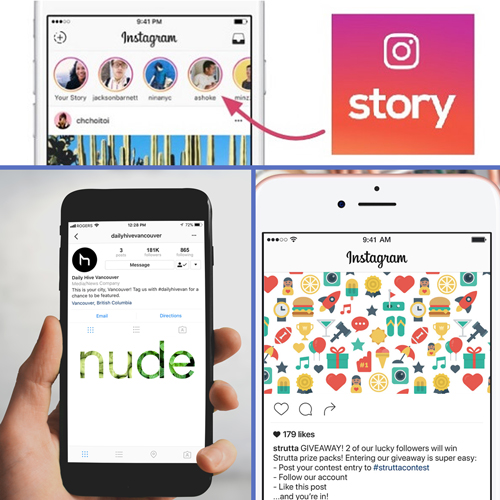 9:41 PM
Instagram
Your Story jacksonbarnett ninanyc ashoke minz
chchoitoi
story
ROGERS 12:28 PM 72%
dailyhivevancouver
3 181K 865
posts followers following
Message
Daily Hive Vancouver
Media/News Company
This is your city, Vancouver! Tag us with #dailyhivevan for a
chance to be featured.
Vancouver, British Columbia
Email Directions
nude
9:41 AM
Instagram
#1
179 likes
strutta GIVEAWAY! 2 of our lucky followers will win
Strutta prize packs! Entering our giveaway is super easy:
- Post your contest entry to #struttacontest
- Follow our account
- Like this post
...and you're in!